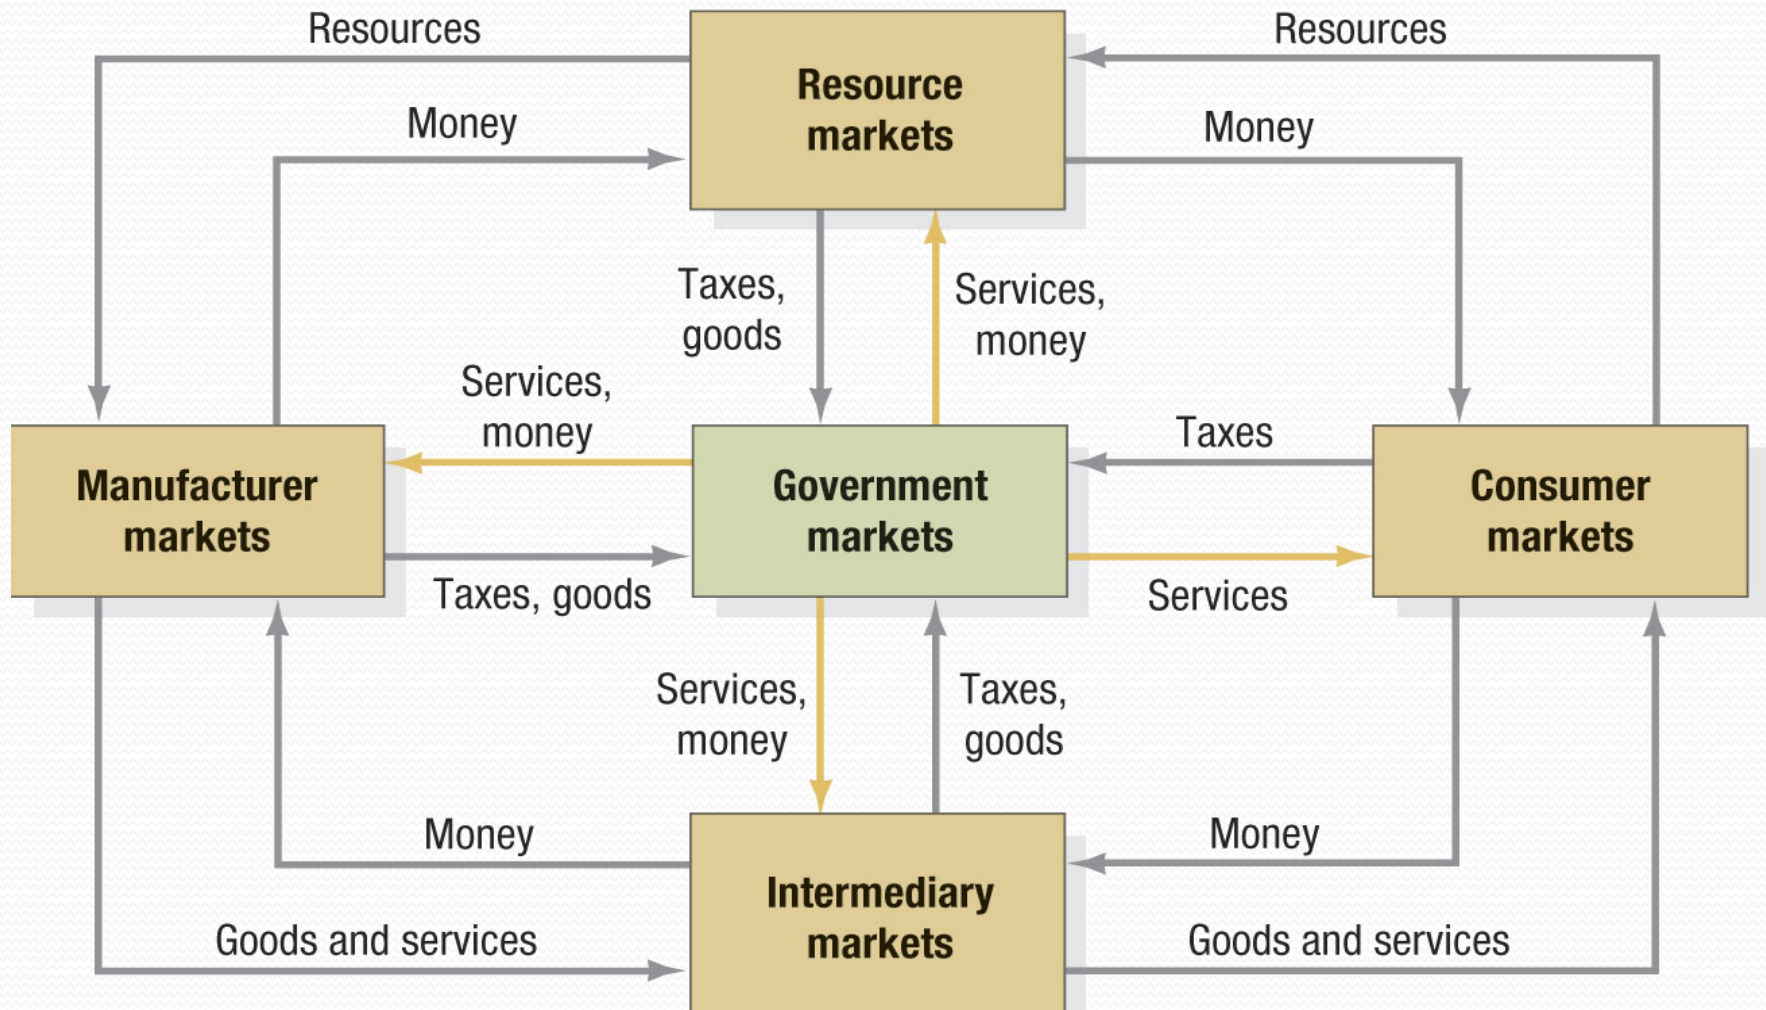 Resources
Resources
Resource
markets
Money
Money
Taxes,
goods
Services,
money
Services,
money
Taxes
Manufacturer
markets
Government
markets
Consumer
markets
Taxes, goods
Services
Services,
money
Taxes,
goods
Money
Money
Intermediary
markets
Goods and services
Goods and services